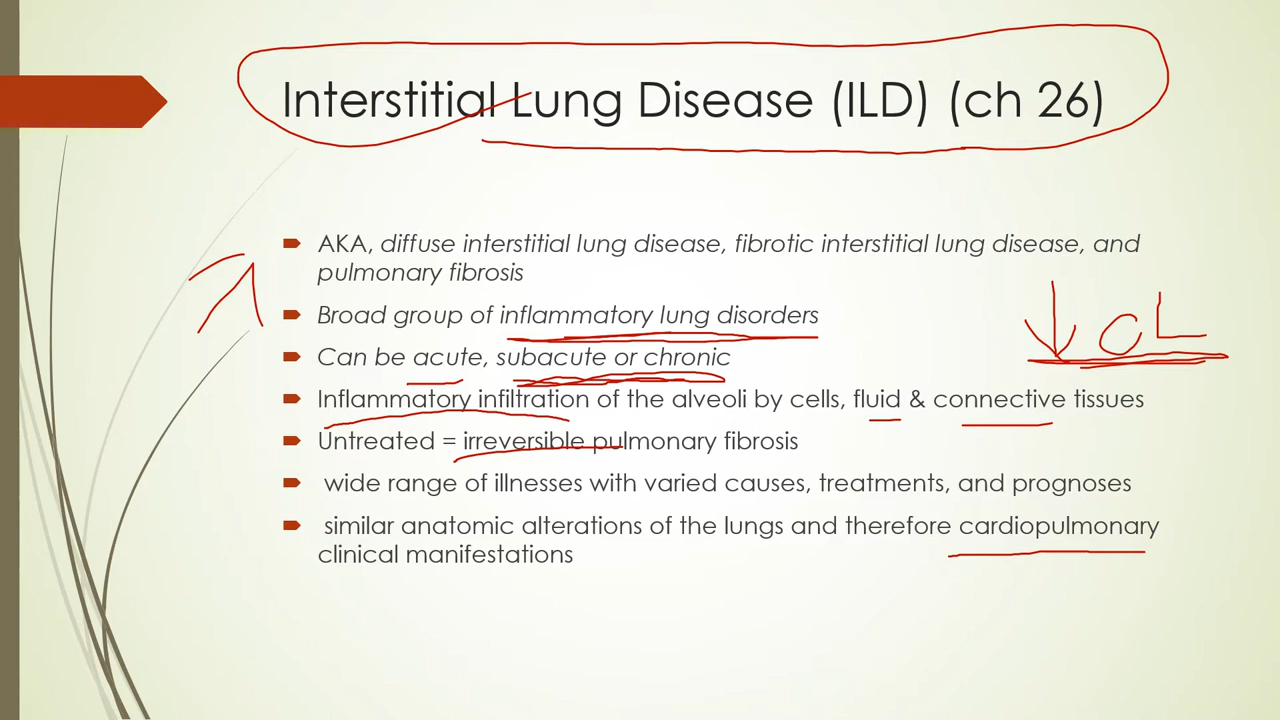 Interstitial Lung Disease (ILD) (ch 26)
AKA, diffuse interstitial lung disease, fibrotic interstitial lung disease, and
pulmonary fibrosis
Broad group of inflammatory lung disorders
↓ CL
Can be acute, subacute or chronic
Inflammatory infiltration of the alveoli by cells, fluid & connective tissues
Untreated = irreversible pulmonary fibrosis
wide range of illnesses with varied causes, treatments, and prognoses
similar anatomic alterations of the lungs and therefore cardiopulmonary
clinical manifestations